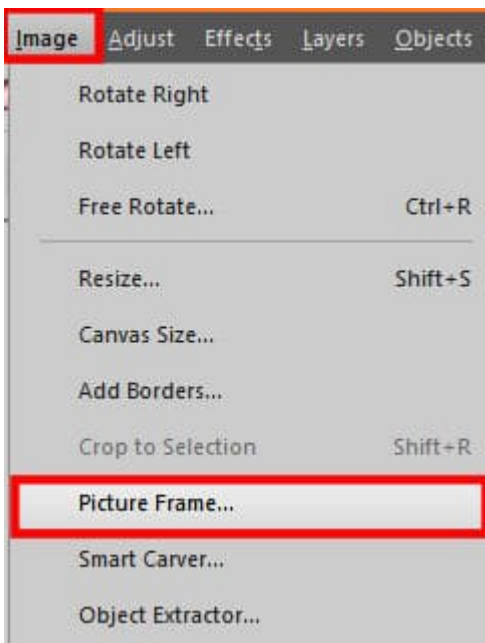 Image Adjust Effects Layers Objects
Rotate Right
Rotate Left
Free Rotate... Ctrl+R
Resize... Shift+S
Canvas Size...
Add Borders...
Crop to Selection Shift+R
Picture Frame...
Smart Carver...
Object Extractor...